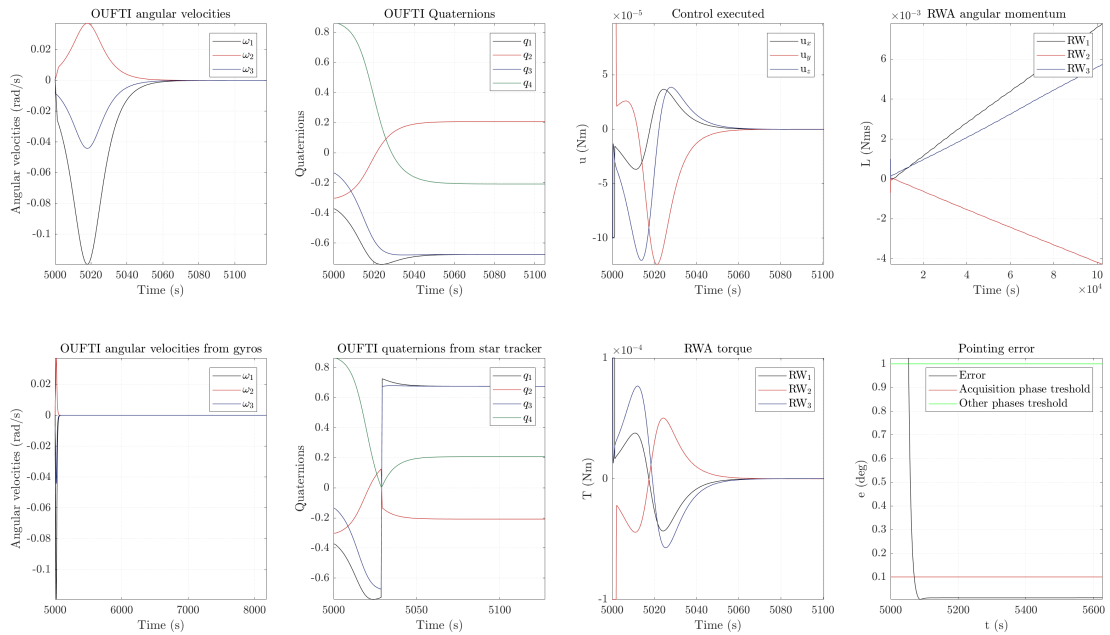 OUFTI angular velocities
Angular velocities (rad/s)
0.02
0
-0.02
-0.04
-0.06
-0.08
-0.1
ω1
ω2
ω3
5000 5020 5040 5060 5080 5100
Time (s)
OUFTI Quaternions
Quaternions
0.8
0.6
0.4
0.2
0
-0.2
-0.4
-0.6
q1
q2
q3
q4
5000 5020 5040 5060 5080 5100
Time (s)
Control executed
×10-5
u (Nm)
5
0
-5
-10
ux
uy
uz
5000 5020 5040 5060 5080 5100
Time (s)
RWA angular momentum
×10-3
L (Nms)
6
4
2
0
-2
-4
RW1
RW2
RW3
2 4 6 8 10
Time (s)
×104
OUFTI angular velocities from gyros
Angular velocities (rad/s)
0.02
0
-0.02
-0.04
-0.06
-0.08
-0.1
ω1
ω2
ω3
5000 6000 7000 8000
Time (s)
OUFTI quaternions from star tracker
Quaternions
0.8
0.6
0.4
0.2
0
-0.2
-0.4
-0.6
q1
q2
q3
q4
5000 5050 5100
Time (s)
RWA torque
×10-4
T (Nm)
1
0
-1
RW1
RW2
RW3
5000 5020 5040 5060 5080 5100
Time (s)
Pointing error
e (deg)
1
0.9
0.8
0.7
0.6
0.5
0.4
0.3
0.2
0.1
Error
Acquisition phase treshold
Other phases treshold
5000 5200 5400 5600
t (s)